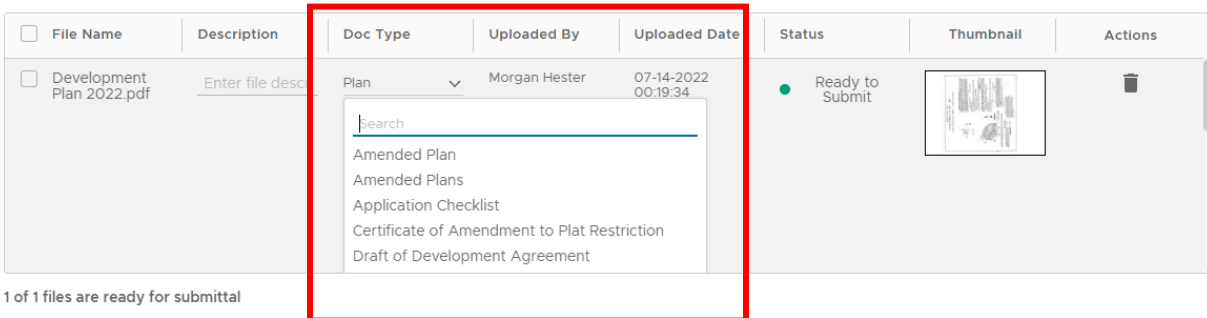 File Name Description Doc Type Uploaded By Uploaded Date Status Thumbnail Actions
Development Plan Morgan Hester 07-14-2022 Ready to
Plan 2022.pdf Enter file descr 00:19:34 Submit
Search
Amended Plan
Amended Plans
Application Checklist
Certificate of Amendment to Plat Restriction
Draft of Development Agreement
1 of 1 files are ready for submittal